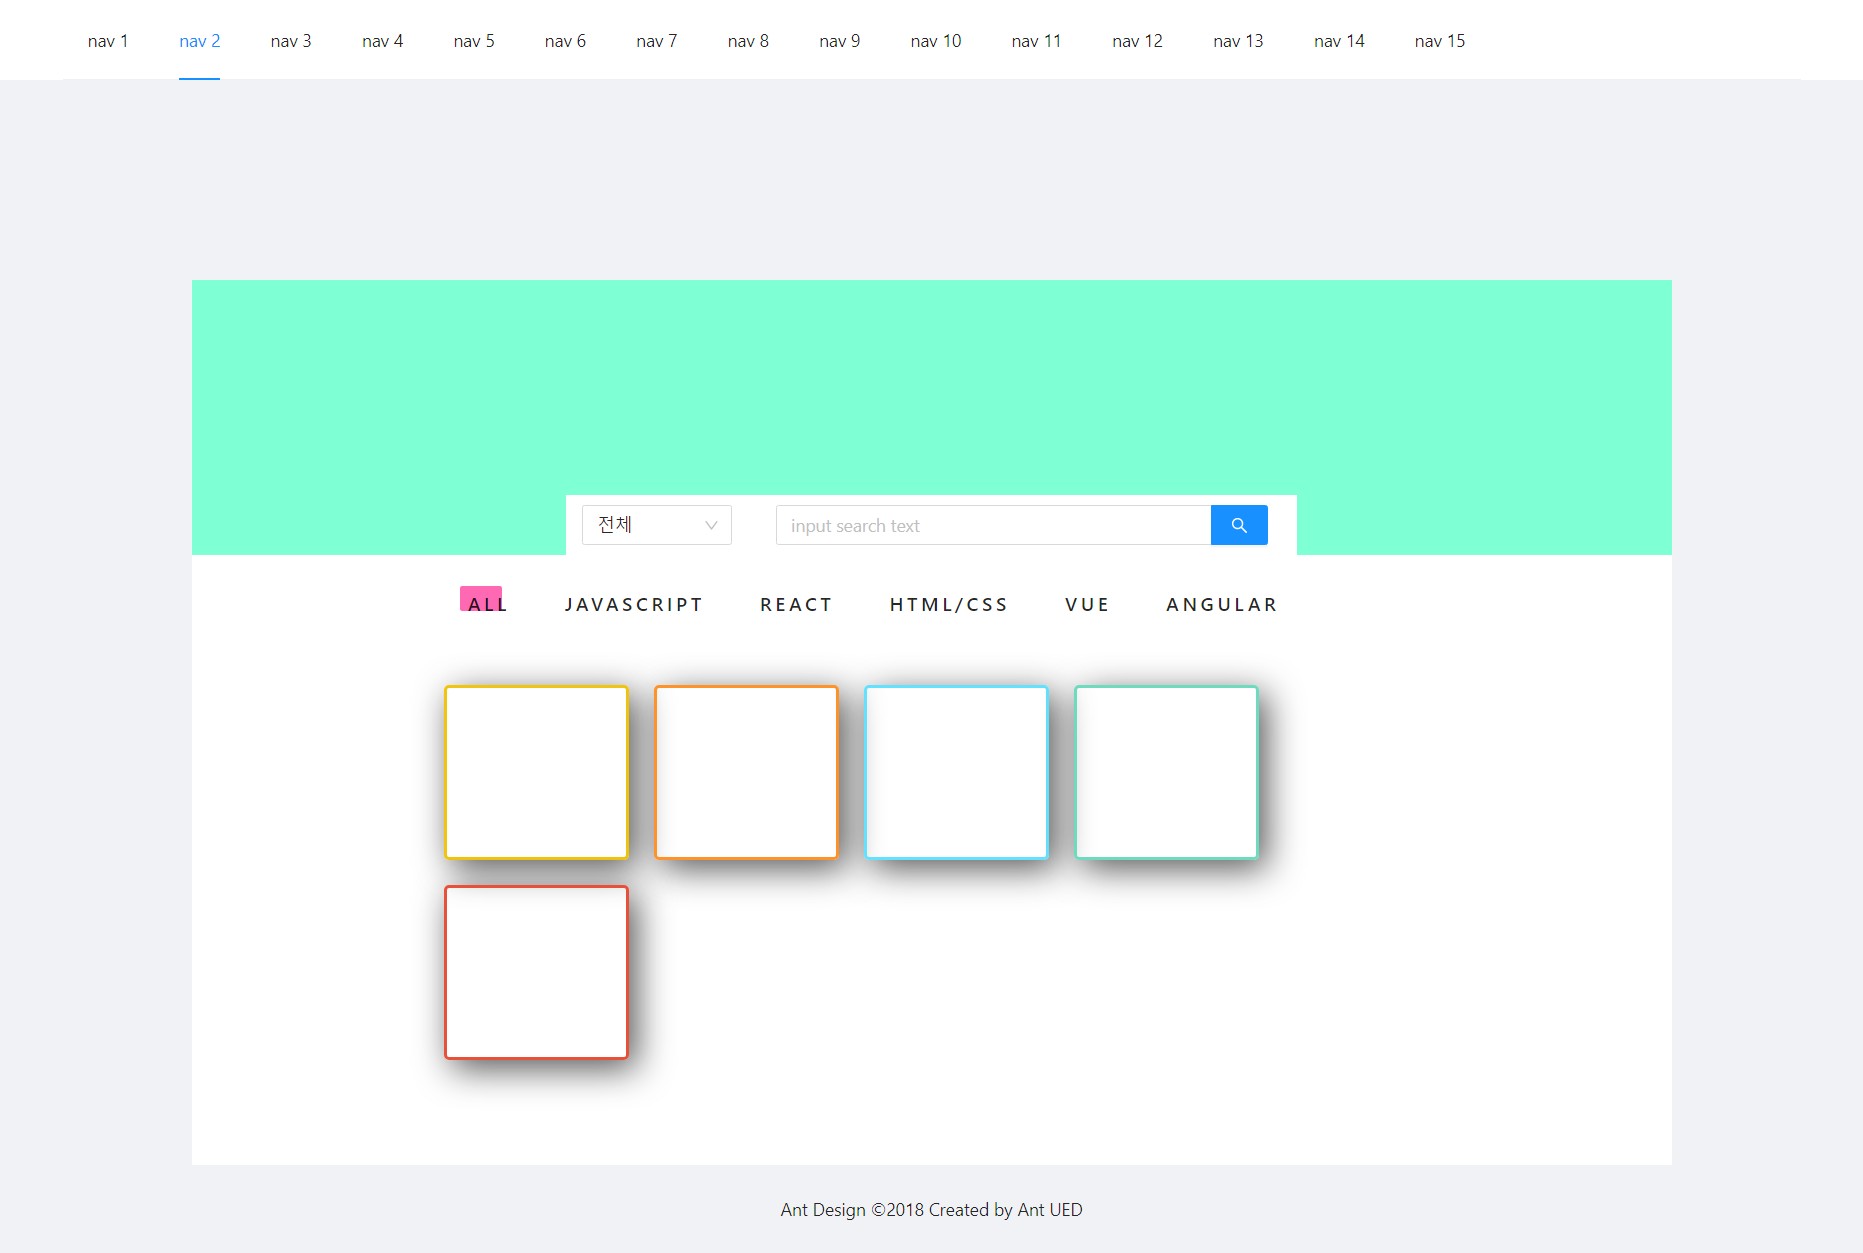 nav 1 nav 2 nav 3 nav 4 nav 5 nav 6 nav 7 nav 8 nav 9 nav 10 nav 11 nav 12 nav 13 nav 14 nav 15
전체 input search text
ALL JAVASCRIPT REACT HTML/CSS VUE ANGULAR
Ant Design ©2018 Created by Ant UED